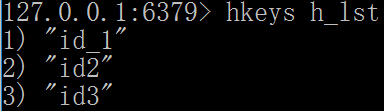 127.0.0.1:6379> hkeys h_lst
1) "id_1"
2) "id2"
3) "id3"